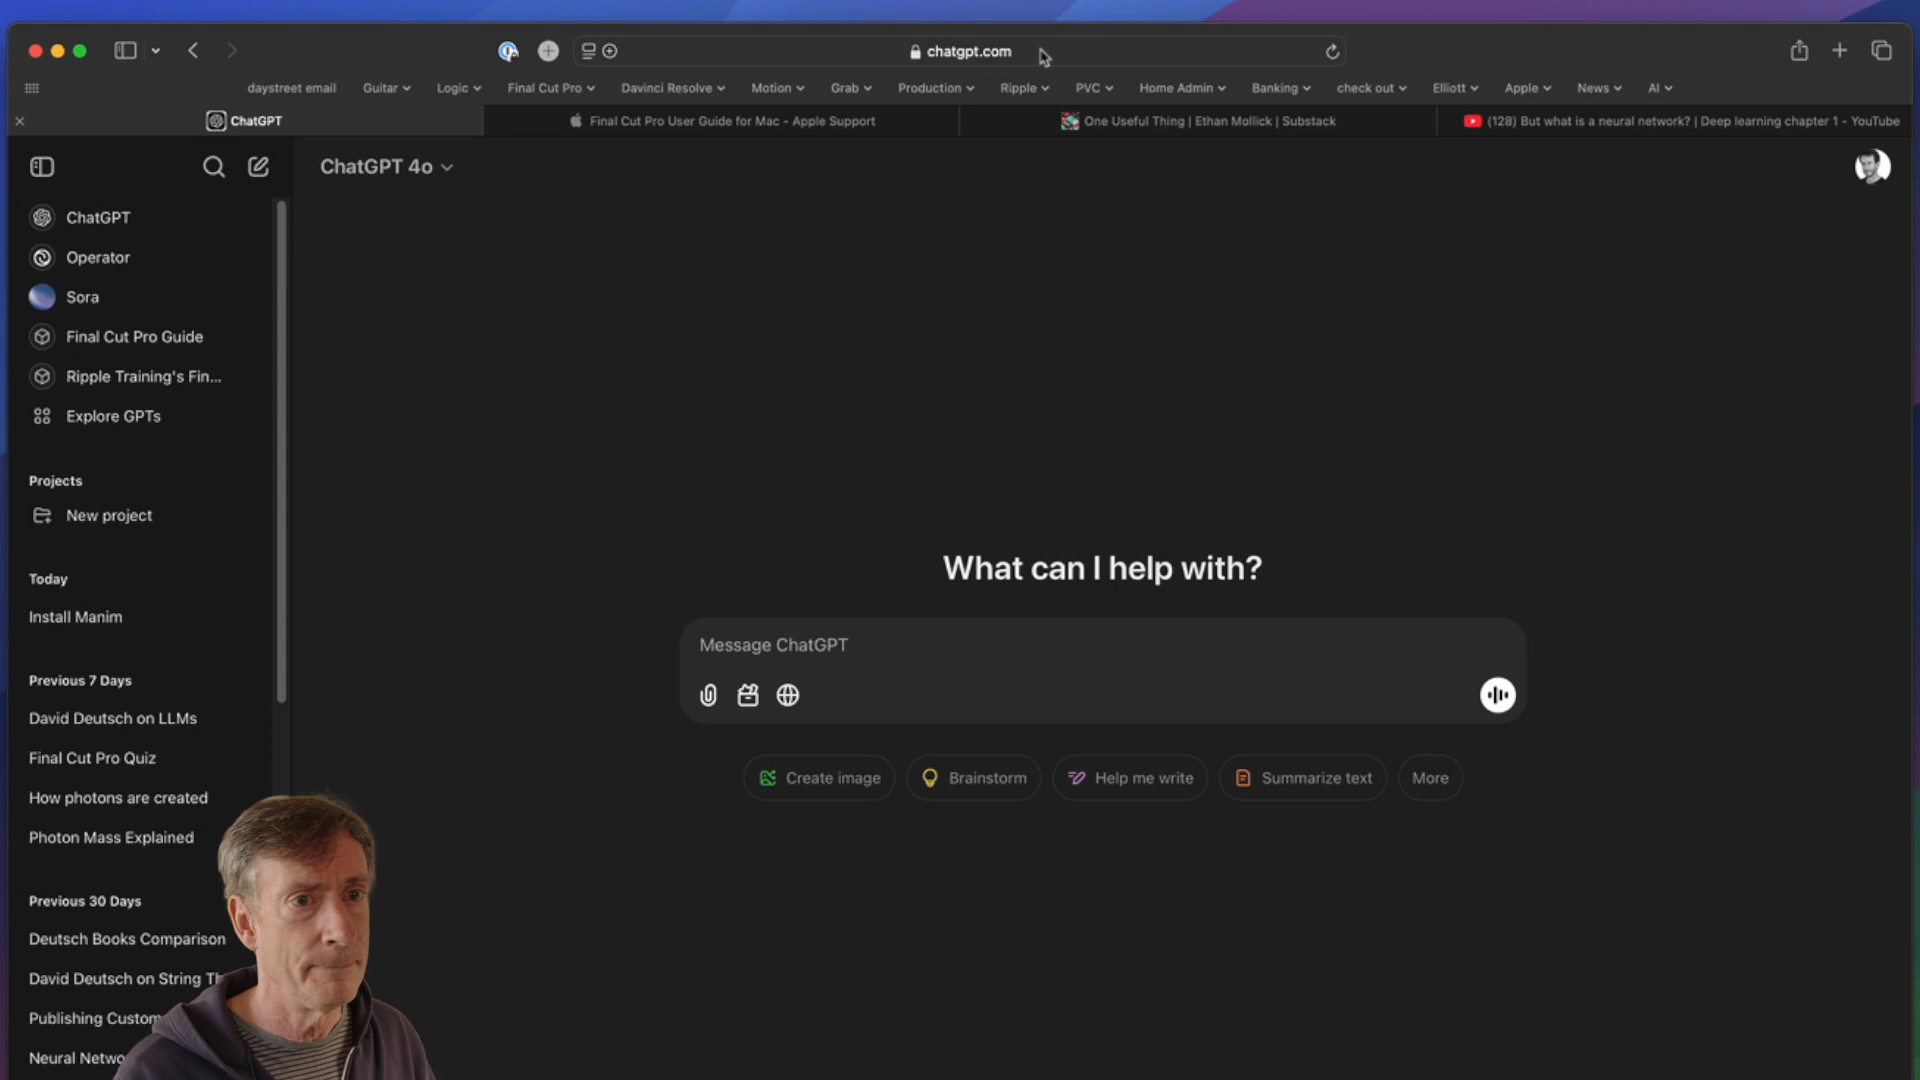 chatgpt.com
daystreet email Guitar Logic Final Cut Pro Davinci Resolve Motion Grab Production Ripple PVC Home Admin Banking check out Elliott Apple News AI
ChatGPT
Final Cut Pro User Guide for Mac - Apple Support
One Useful Thing | Ethan Mollick | Substack
(128) But what is a neural network? | Deep learning chapter 1 - YouTube
ChatGPT 4o
ChatGPT
Operator
Sora
Final Cut Pro Guide
Ripple Training's Fin...
Explore GPTs
Projects
New project
Today
Install Manim
Previous 7 Days
David Deutsch on LLMs
Final Cut Pro Quiz
How photons are created
Photon Mass Explained
Previous 30 Days
Deutsch Books Comparison
David Deutsch on String Th
Publishing Custom
Neural Netwo
What can I help with?
Message ChatGPT
Create image
Brainstorm
Help me write
Summarize text
More